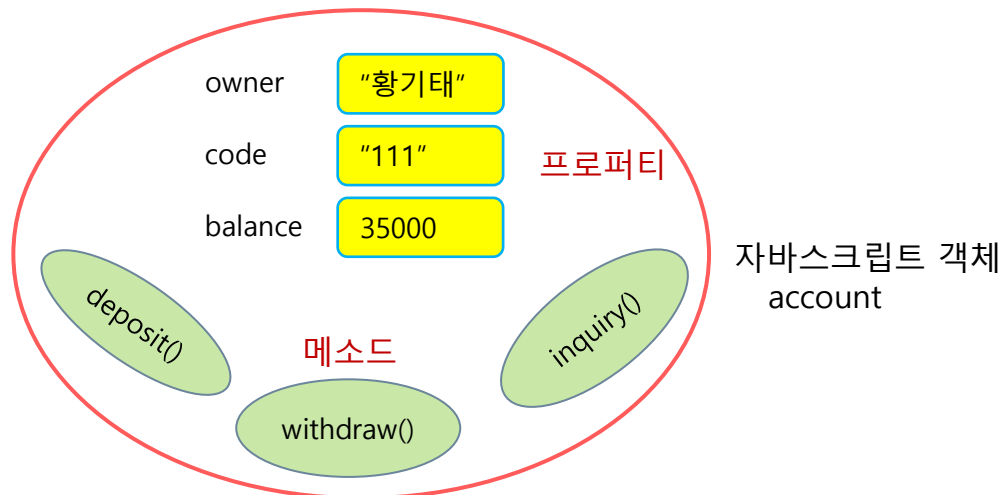 owner
"황기태"
code
"111"
프로퍼티
balance
35000
자바스크립트 객체
account
deposit()
메소드
inquiry()
withdraw()